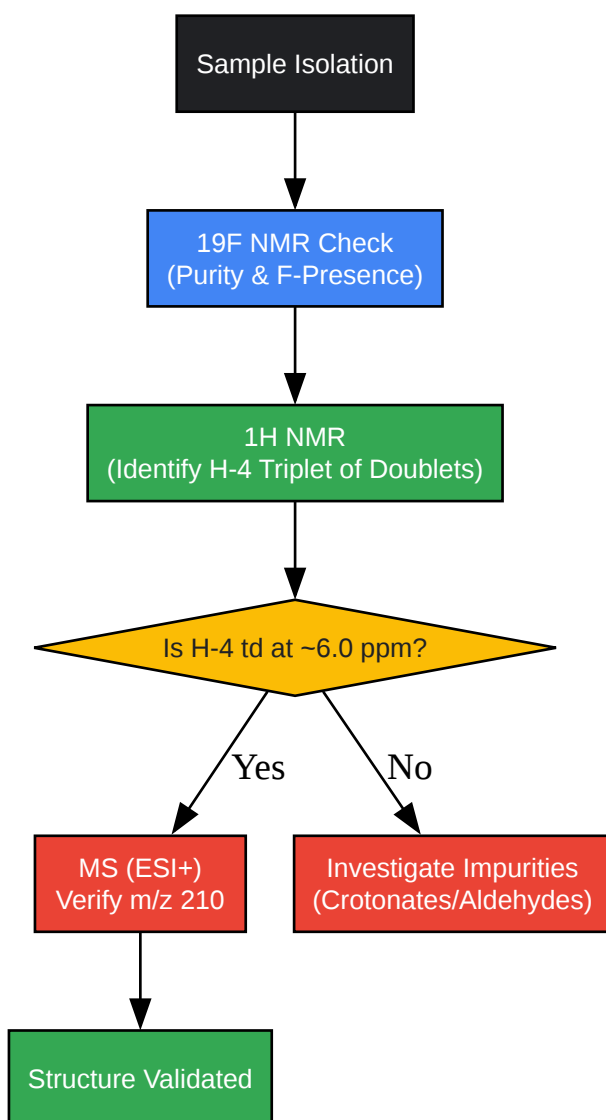 Sample Isolation
19F NMR Check
(Purity & F-Presence)
1H NMR
(Identify H-4 Triplet of Doublets)
Is H-4 td at ~6.0 ppm?
Yes
No
MS (ESI+)
Verify m/z 210
Investigate Impurities
(Crotonates/Aldehydes)
Structure Validated